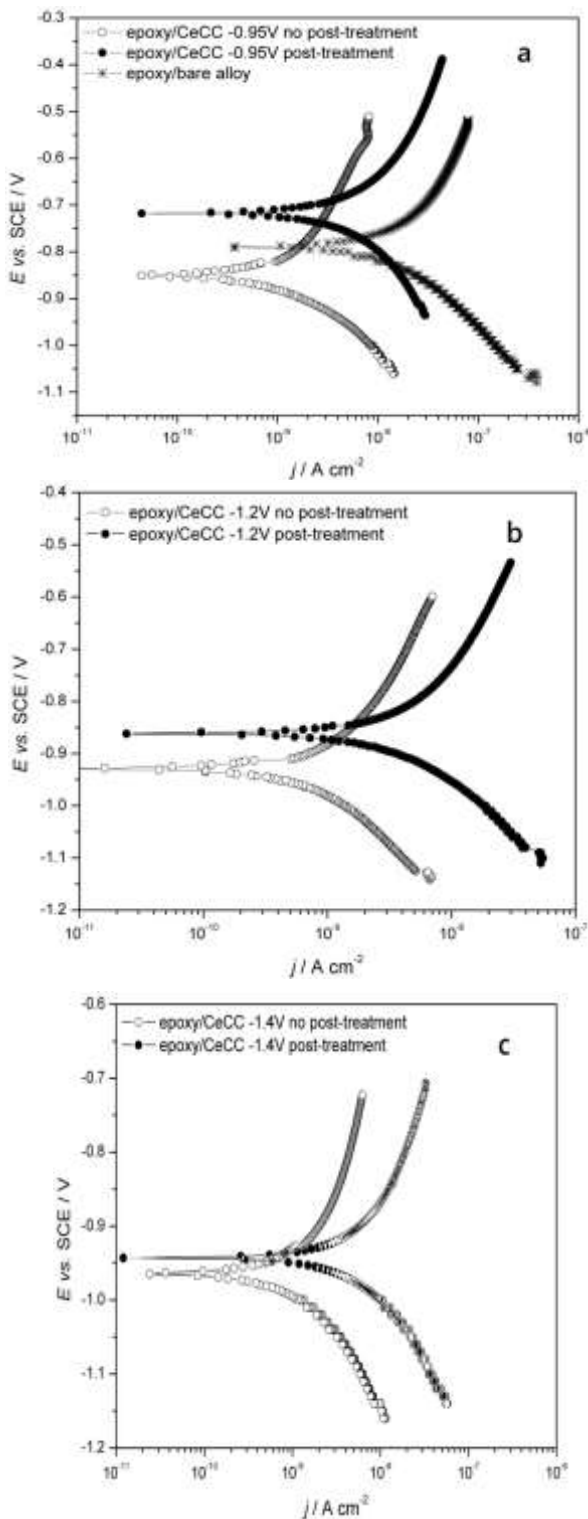 -0.3
epoxy/CeCC -0.95V no post-treatment
epoxy/CeCC -0.95V post-treatment
epoxy/bare alloy
a
-0.4
-0.5
-0.6
-0.7
-0.8
-0.9
-1.0
-1.1
E vs. SCE / V
10⁻¹¹ 10⁻¹⁰ 10⁻⁹ 10⁻⁸ 10⁻⁷ 10⁻⁶
j / A cm⁻²
-0.4
epoxy/CeCC -1.2V no post-treatment
epoxy/CeCC -1.2V post-treatment
b
-0.5
-0.6
-0.7
-0.8
-0.9
-1.0
-1.1
-1.2
E vs. SCE / V
10⁻¹¹ 10⁻¹⁰ 10⁻⁹ 10⁻⁸ 10⁻⁷
j / A cm⁻²
-0.6
epoxy/CeCC -1.4V no post-treatment
epoxy/CeCC -1.4V post-treatment
c
-0.7
-0.8
-0.9
-1.0
-1.1
-1.2
E vs. SCE / V
10⁻¹¹ 10⁻¹⁰ 10⁻⁹ 10⁻⁸ 10⁻⁷ 10⁻⁶
j / A cm⁻²